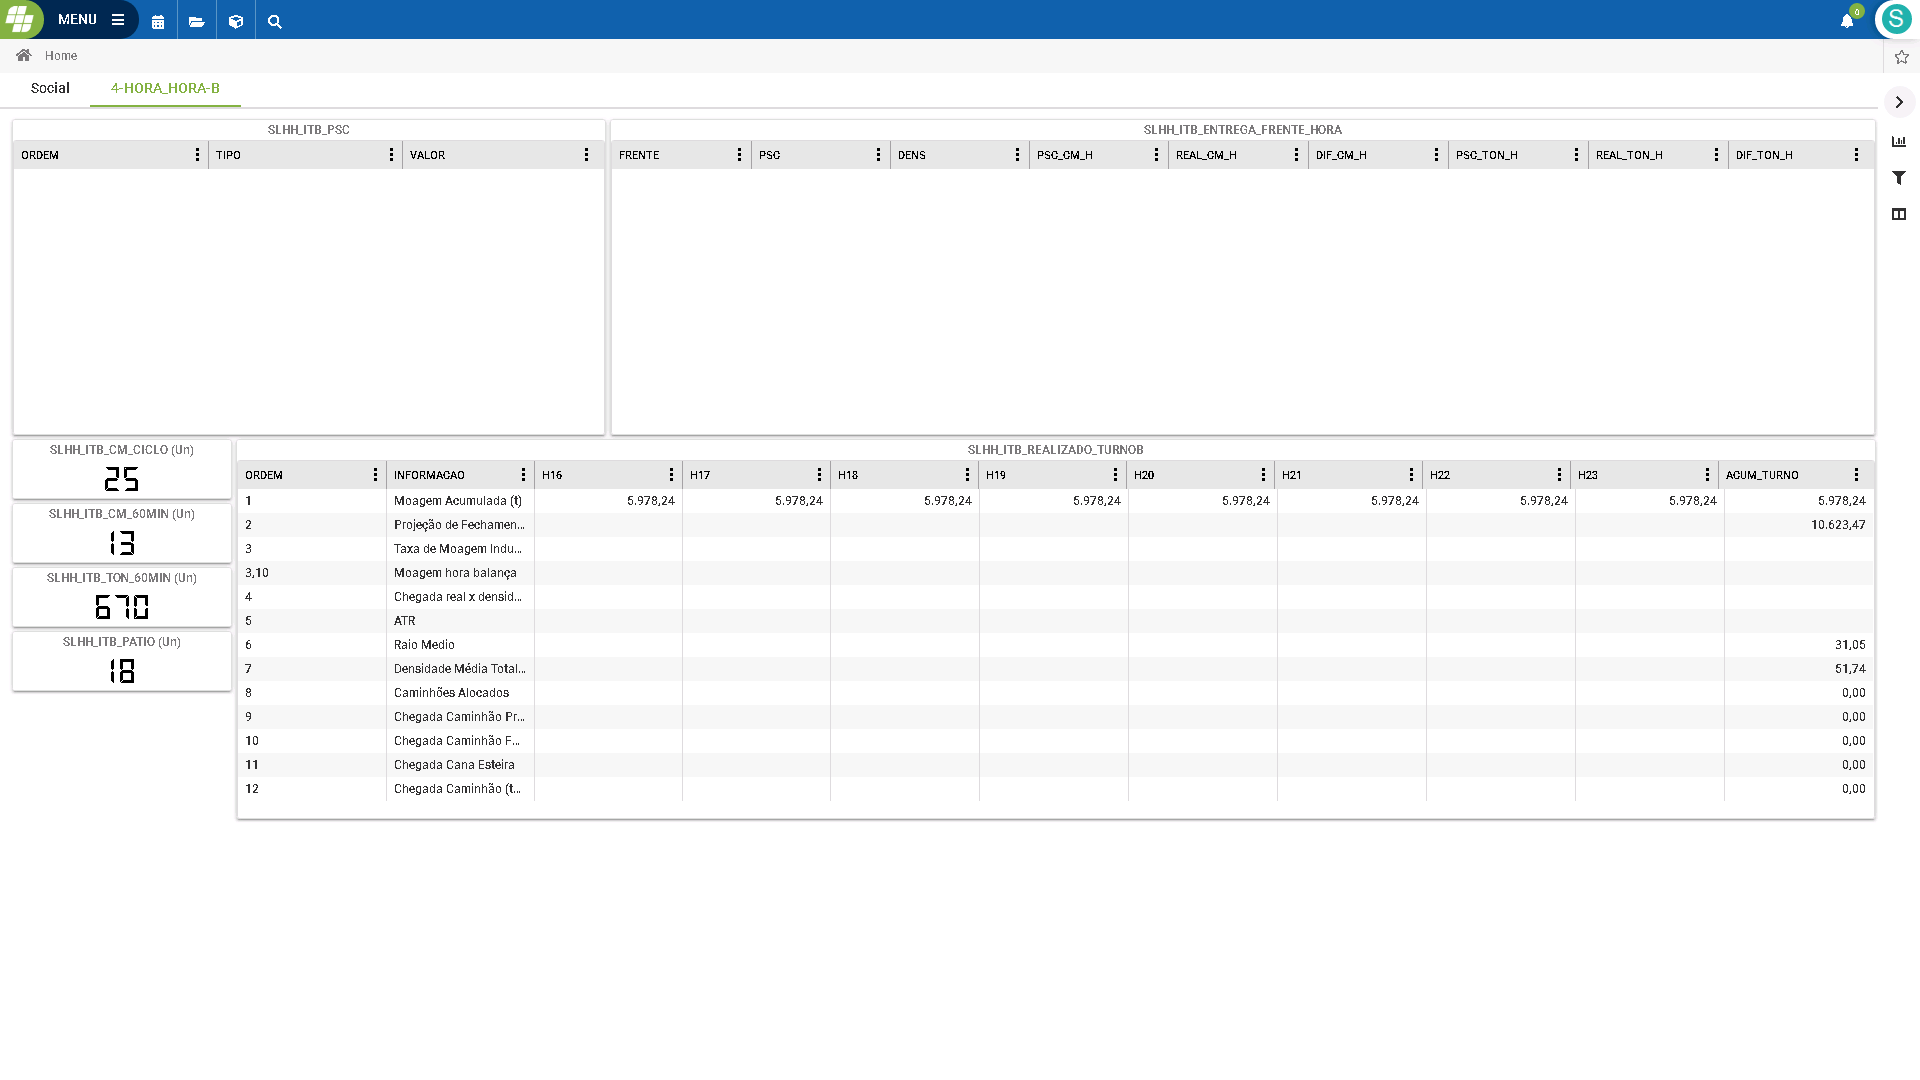 MENU
0
S
Home
Social
4-HORA_HORA-B
SLHH_ITB_PSC
ORDEM TIPO VALOR
SLHH_ITB_ENTREGA_FRENTE_HORA
FRENTE PSC DENS PSC_CM_H REAL_CM_H DIF_CM_H PSC_TON_H REAL_TON_H DIF_TON_H
SLHH_ITB_CM_CICLO (Un)
25
SLHH_ITB_CM_60MIN (Un)
13
SLHH_ITB_TON_60MIN (Un)
670
SLHH_ITB_PATIO (Un)
18
SLHH_ITB_REALIZADO_TURNOB
ORDEM INFORMACAO H16 H17 H18 H19 H20 H21 H22 H23 ACUM_TURNO
1 Moagem Acumulada (t) 5.978,24 5.978,24 5.978,24 5.978,24 5.978,24 5.978,24 5.978,24 5.978,24 5.978,24
2 Projeção de Fechamen... 10.623,47
3 Taxa de Moagem Indu...
3,10 Moagem hora balança
4 Chegada real x densid...
5 ATR
6 Raio Medio 31,05
7 Densidade Média Total... 51,74
8 Caminhões Alocados 0,00
9 Chegada Caminhão Pr... 0,00
10 Chegada Caminhão F... 0,00
11 Chegada Cana Esteira 0,00
12 Chegada Caminhão (t... 0,00